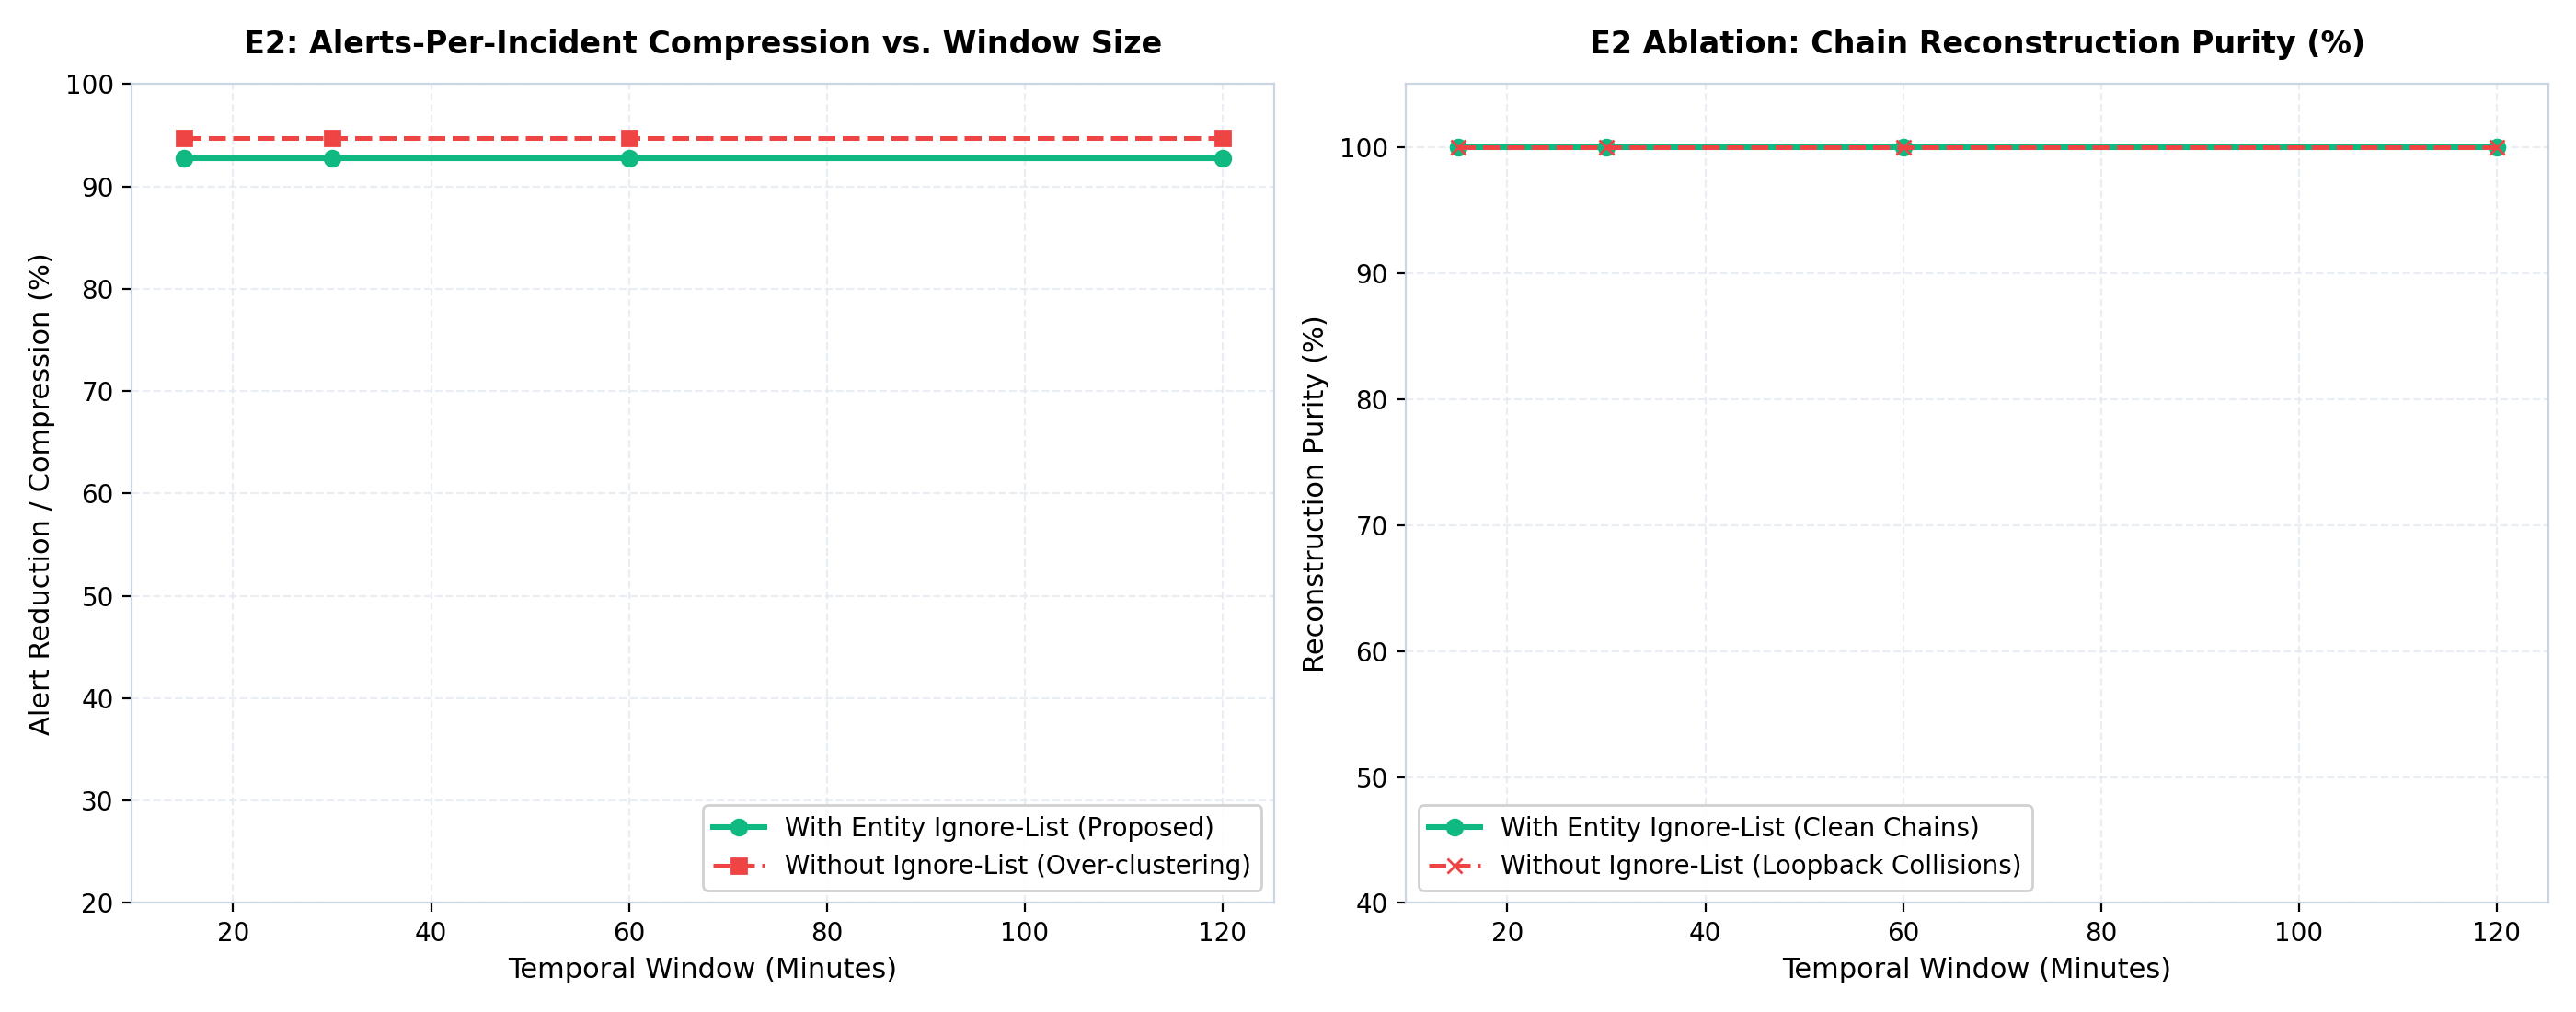 E2: Alerts-Per-Incident Compression vs. Window Size
Alert Reduction / Compression (%)
100
90
80
70
60
50
40
30
20
20 40 60 80 100 120
Temporal Window (Minutes)
With Entity Ignore-List (Proposed)
Without Ignore-List (Over-clustering)
E2 Ablation: Chain Reconstruction Purity (%)
Reconstruction Purity (%)
100
90
80
70
60
50
40
20 40 60 80 100 120
Temporal Window (Minutes)
With Entity Ignore-List (Clean Chains)
Without Ignore-List (Loopback Collisions)